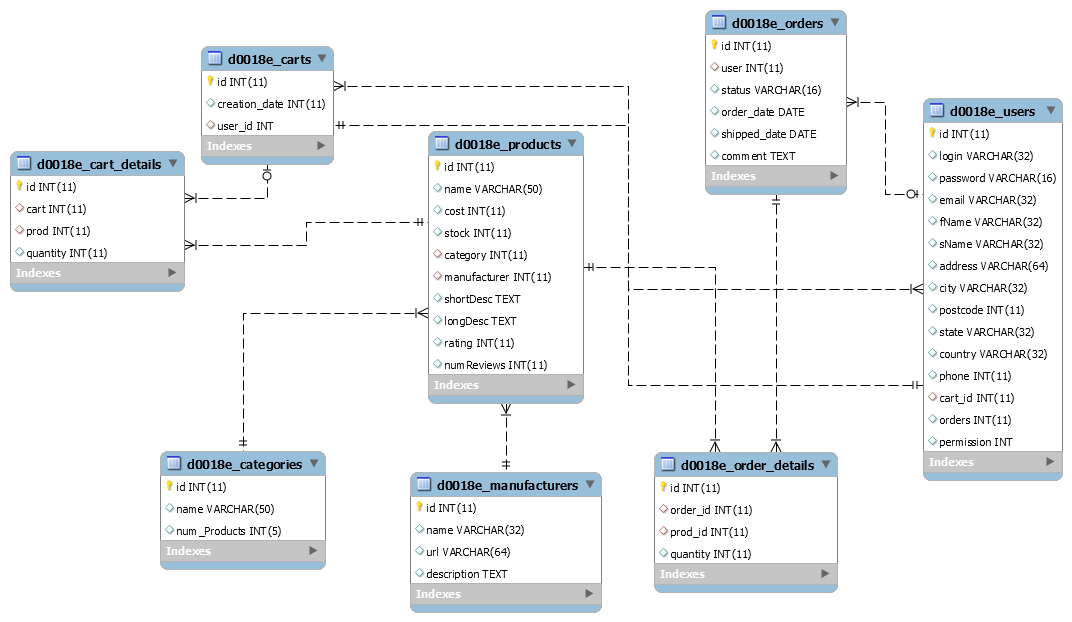 d0018e_carts
id INT(11)
creation_date INT(11)
user_id INT
Indexes
d0018e_cart_details
id INT(11)
cart INT(11)
prod INT(11)
quantity INT(11)
Indexes
d0018e_products
id INT(11)
name VARCHAR(50)
cost INT(11)
stock INT(11)
category INT(11)
manufacturer INT(11)
shortDesc TEXT
longDesc TEXT
rating INT(11)
numReviews INT(11)
Indexes
d0018e_orders
id INT(11)
user INT(11)
status VARCHAR(16)
order_date DATE
shipped_date DATE
comment TEXT
Indexes
d0018e_users
id INT(11)
login VARCHAR(32)
password VARCHAR(16)
email VARCHAR(32)
fName VARCHAR(32)
sName VARCHAR(32)
address VARCHAR(64)
city VARCHAR(32)
postcode INT(11)
state VARCHAR(32)
country VARCHAR(32)
phone INT(11)
cart_id INT(11)
orders INT(11)
permission INT
Indexes
d0018e_categories
id INT(11)
name VARCHAR(50)
num_Products INT(5)
Indexes
d0018e_manufacturers
id INT(11)
name VARCHAR(32)
url VARCHAR(64)
description TEXT
Indexes
d0018e_order_details
id INT(11)
order_id INT(11)
prod_id INT(11)
quantity INT(11)
Indexes